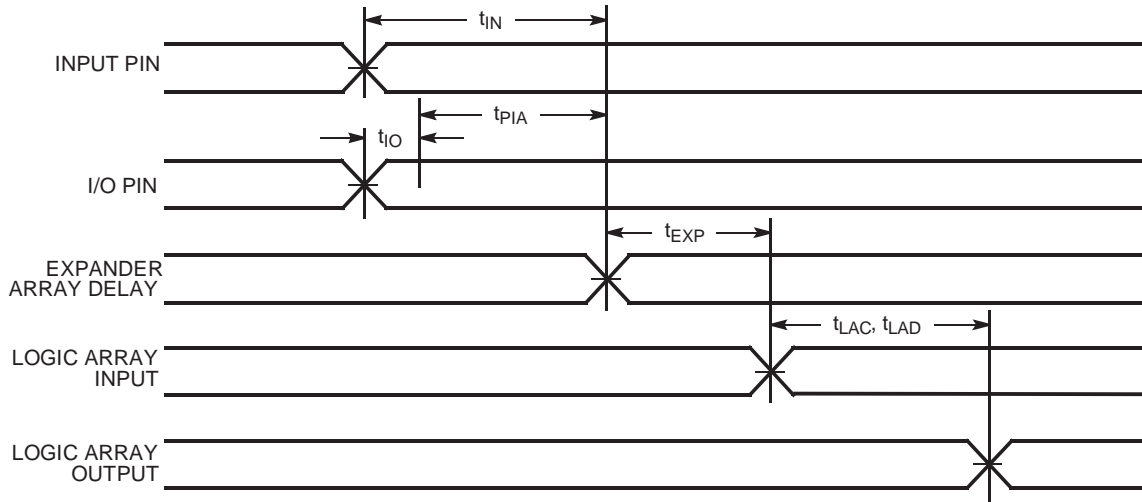 tIN
INPUT PIN
tPIA
tIO
I/O PIN
tEXP
EXPANDER
ARRAY DELAY
tLAC, tLAD
LOGIC ARRAY
INPUT
LOGIC ARRAY
OUTPUT